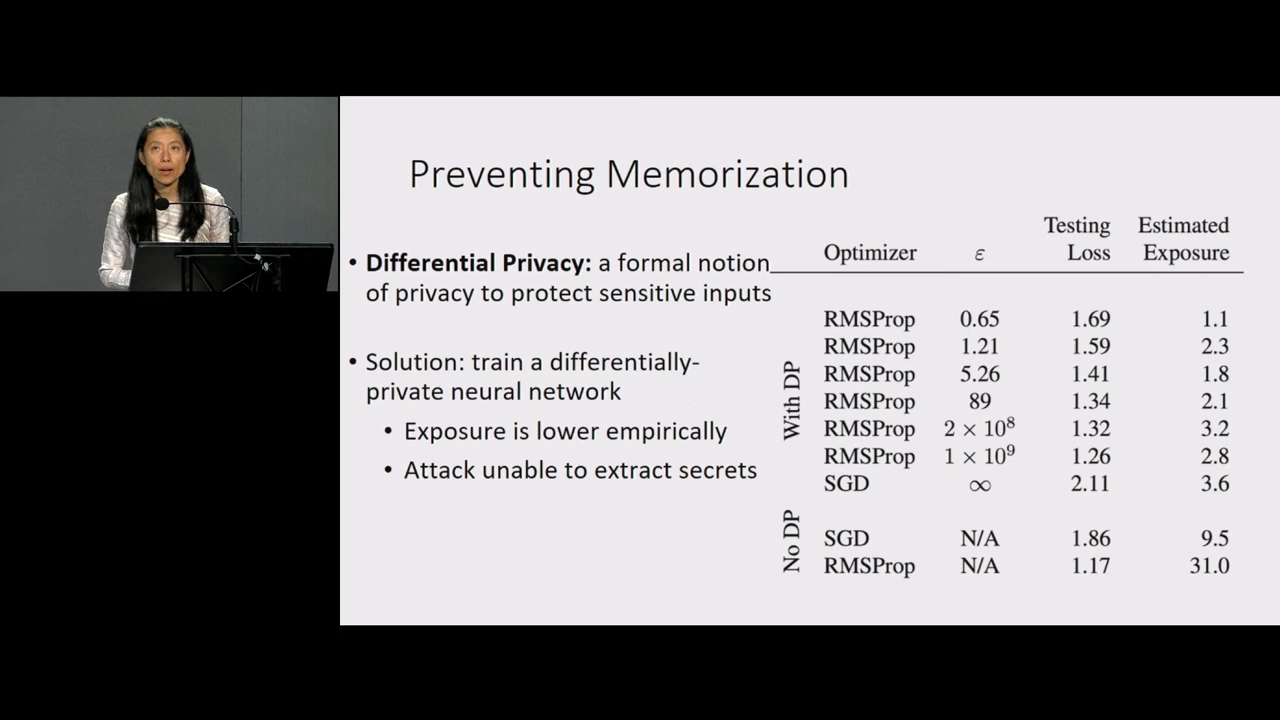 Preventing Memorization
• Differential Privacy: a formal notion
of privacy to protect sensitive inputs
• Solution: train a differentially-
private neural network
• Exposure is lower empirically
• Attack unable to extract secrets
Optimizer ε Testing Loss Estimated Exposure
With DP
RMSProp 0.65 1.69 1.1
RMSProp 1.21 1.59 2.3
RMSProp 5.26 1.41 1.8
RMSProp 89 1.34 2.1
RMSProp 2 × 10⁸ 1.32 3.2
RMSProp 1 × 10⁹ 1.26 2.8
SGD ∞ 2.11 3.6
No DP
SGD N/A 1.86 9.5
RMSProp N/A 1.17 31.0